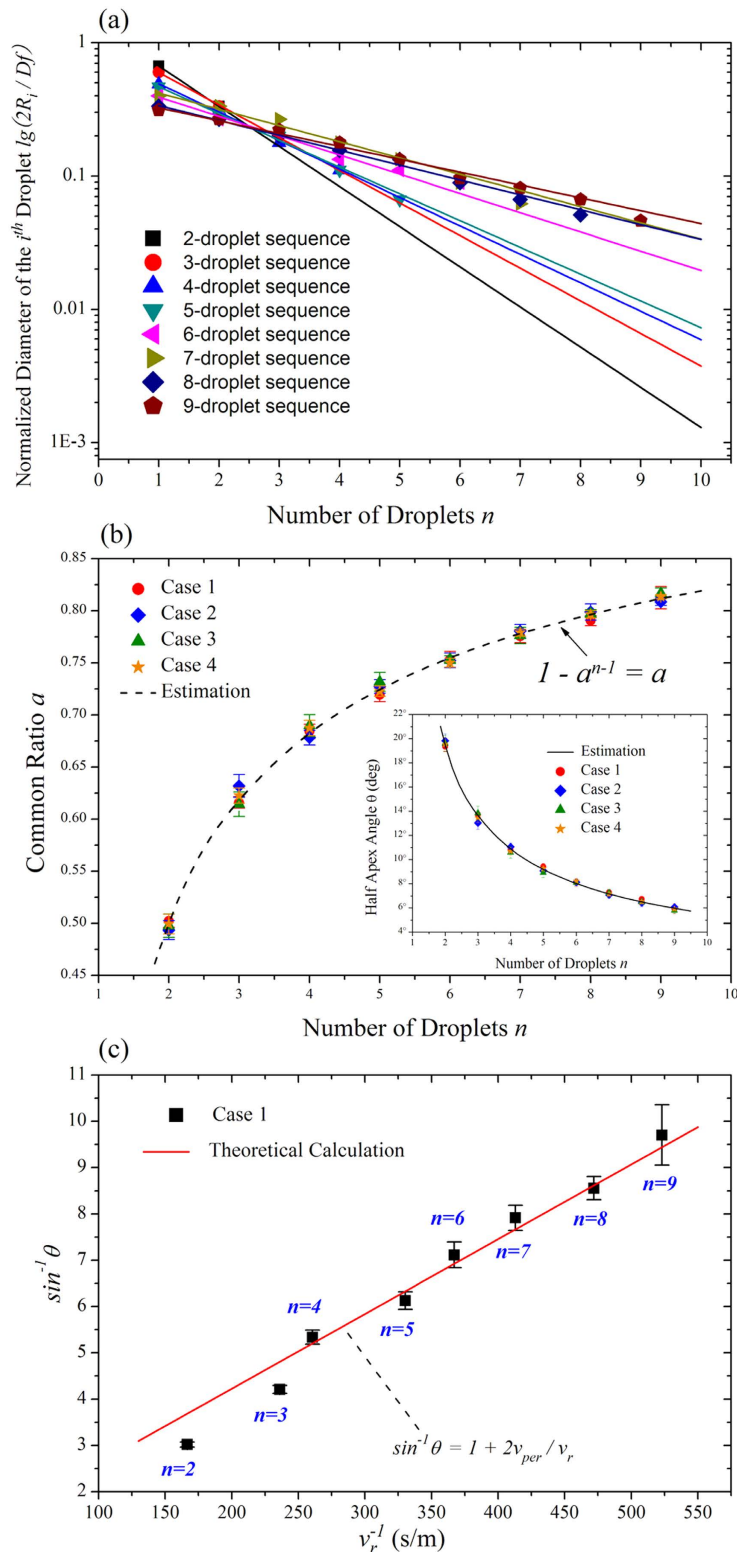 (a)
Normalized Diameter of the i^th Droplet lg(2R_i / Df)
1
0.1
0.01
1E-3
2-droplet sequence
3-droplet sequence
4-droplet sequence
5-droplet sequence
6-droplet sequence
7-droplet sequence
8-droplet sequence
9-droplet sequence
0 1 2 3 4 5 6 7 8 9 10
Number of Droplets n
(b)
Common Ratio a
0.85
0.80
0.75
0.70
0.65
0.60
0.55
0.50
0.45
Case 1
Case 2
Case 3
Case 4
Estimation
1 - a^{n-1} = a
Half Apex Angle θ (deg)
22°
20°
18°
16°
14°
12°
10°
8°
6°
4°
Estimation
Case 1
Case 2
Case 3
Case 4
1 2 3 4 5 6 7 8 9 10
Number of Droplets n
1 2 3 4 5 6 7 8 9 10
Number of Droplets n
(c)
sin^{-1} θ
11
10
9
8
7
6
5
4
3
2
Case 1
Theoretical Calculation
n=2
n=3
n=4
n=5
n=6
n=7
n=8
n=9
sin^{-1} θ = 1 + 2v_per / v_r
100 150 200 250 300 350 400 450 500 550
v_r^{-1} (s/m)